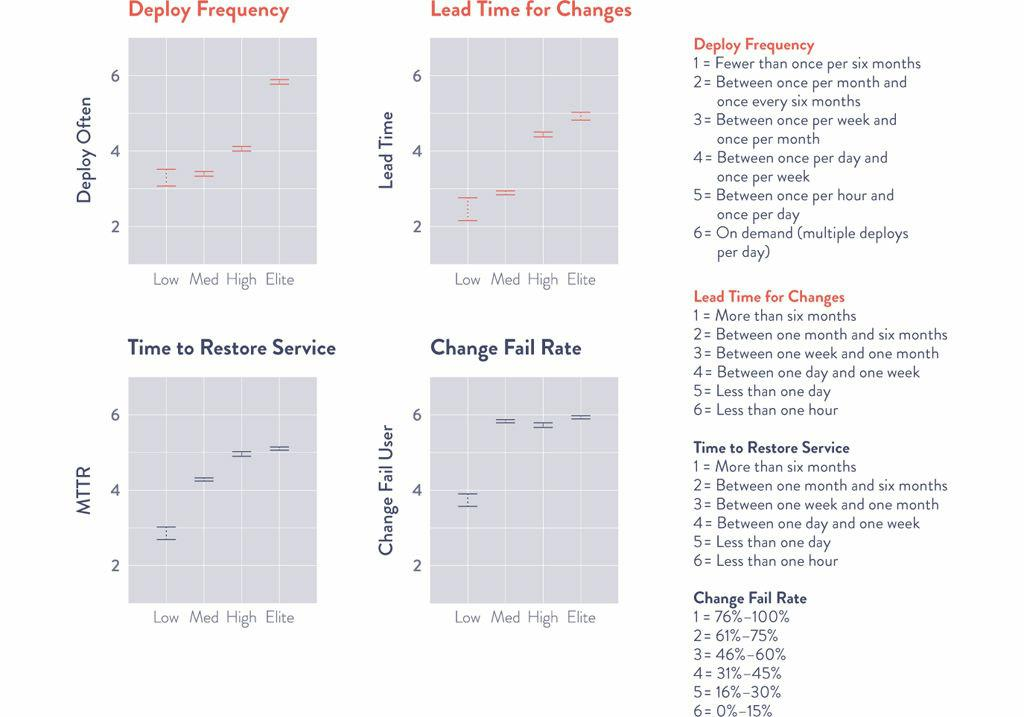 Deploy Frequency
Deploy Often
6
4
2
Low Med High Elite
Lead Time for Changes
Lead Time
6
4
2
Low Med High Elite
Time to Restore Service
MTTR
6
4
2
Low Med High Elite
Change Fail Rate
Change Fail User
6
4
2
Low Med High Elite
Deploy Frequency
1 = Fewer than once per six months
2 = Between once per month and
once every six months
3 = Between once per week and
once per month
4 = Between once per day and
once per week
5 = Between once per hour and
once per day
6 = On demand (multiple deploys
per day)
Lead Time for Changes
1 = More than six months
2 = Between one month and six months
3 = Between one week and one month
4 = Between one day and one week
5 = Less than one day
6 = Less than one hour
Time to Restore Service
1 = More than six months
2 = Between one month and six months
3 = Between one week and one month
4 = Between one day and one week
5 = Less than one day
6 = Less than one hour
Change Fail Rate
1 = 76%–100%
2 = 61%–75%
3 = 46%–60%
4 = 31%–45%
5 = 16%–30%
6 = 0%–15%